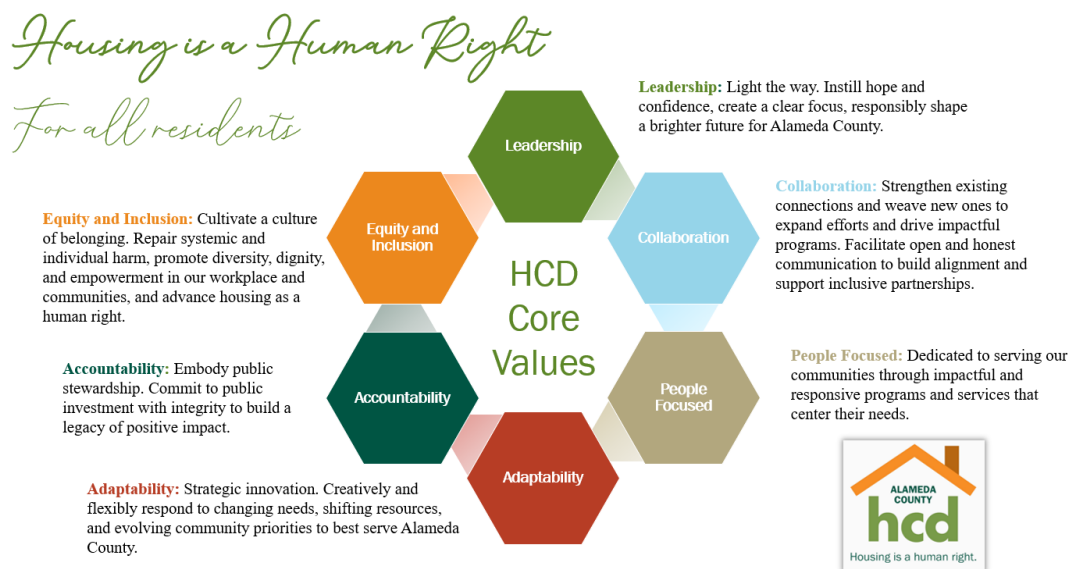 Housing is a Human Right
For all residents
Leadership: Light the way. Instill hope and
confidence, create a clear focus, responsibly shape
a brighter future for Alameda County.
Leadership
Collaboration: Strengthen existing
connections and weave new ones to
expand efforts and drive impactful
programs. Facilitate open and honest
communication to build alignment and
support inclusive partnerships.
Collaboration
Equity and Inclusion: Cultivate a culture
of belonging. Repair systemic and
individual harm, promote diversity, dignity,
and empowerment in our workplace and
communities, and advance housing as a
human right.
Equity and
Inclusion
HCD
Core
Values
People Focused: Dedicated to serving our
communities through impactful and
responsive programs and services that
center their needs.
People
Focused
Accountability: Embody public
stewardship. Commit to public
investment with integrity to build a
legacy of positive impact.
Accountability
Adaptability
Adaptability: Strategic innovation. Creatively and
flexibly respond to changing needs, shifting resources,
and evolving community priorities to best serve Alameda
County.
ALAMEDA
COUNTY
hcd
Housing is a human right.